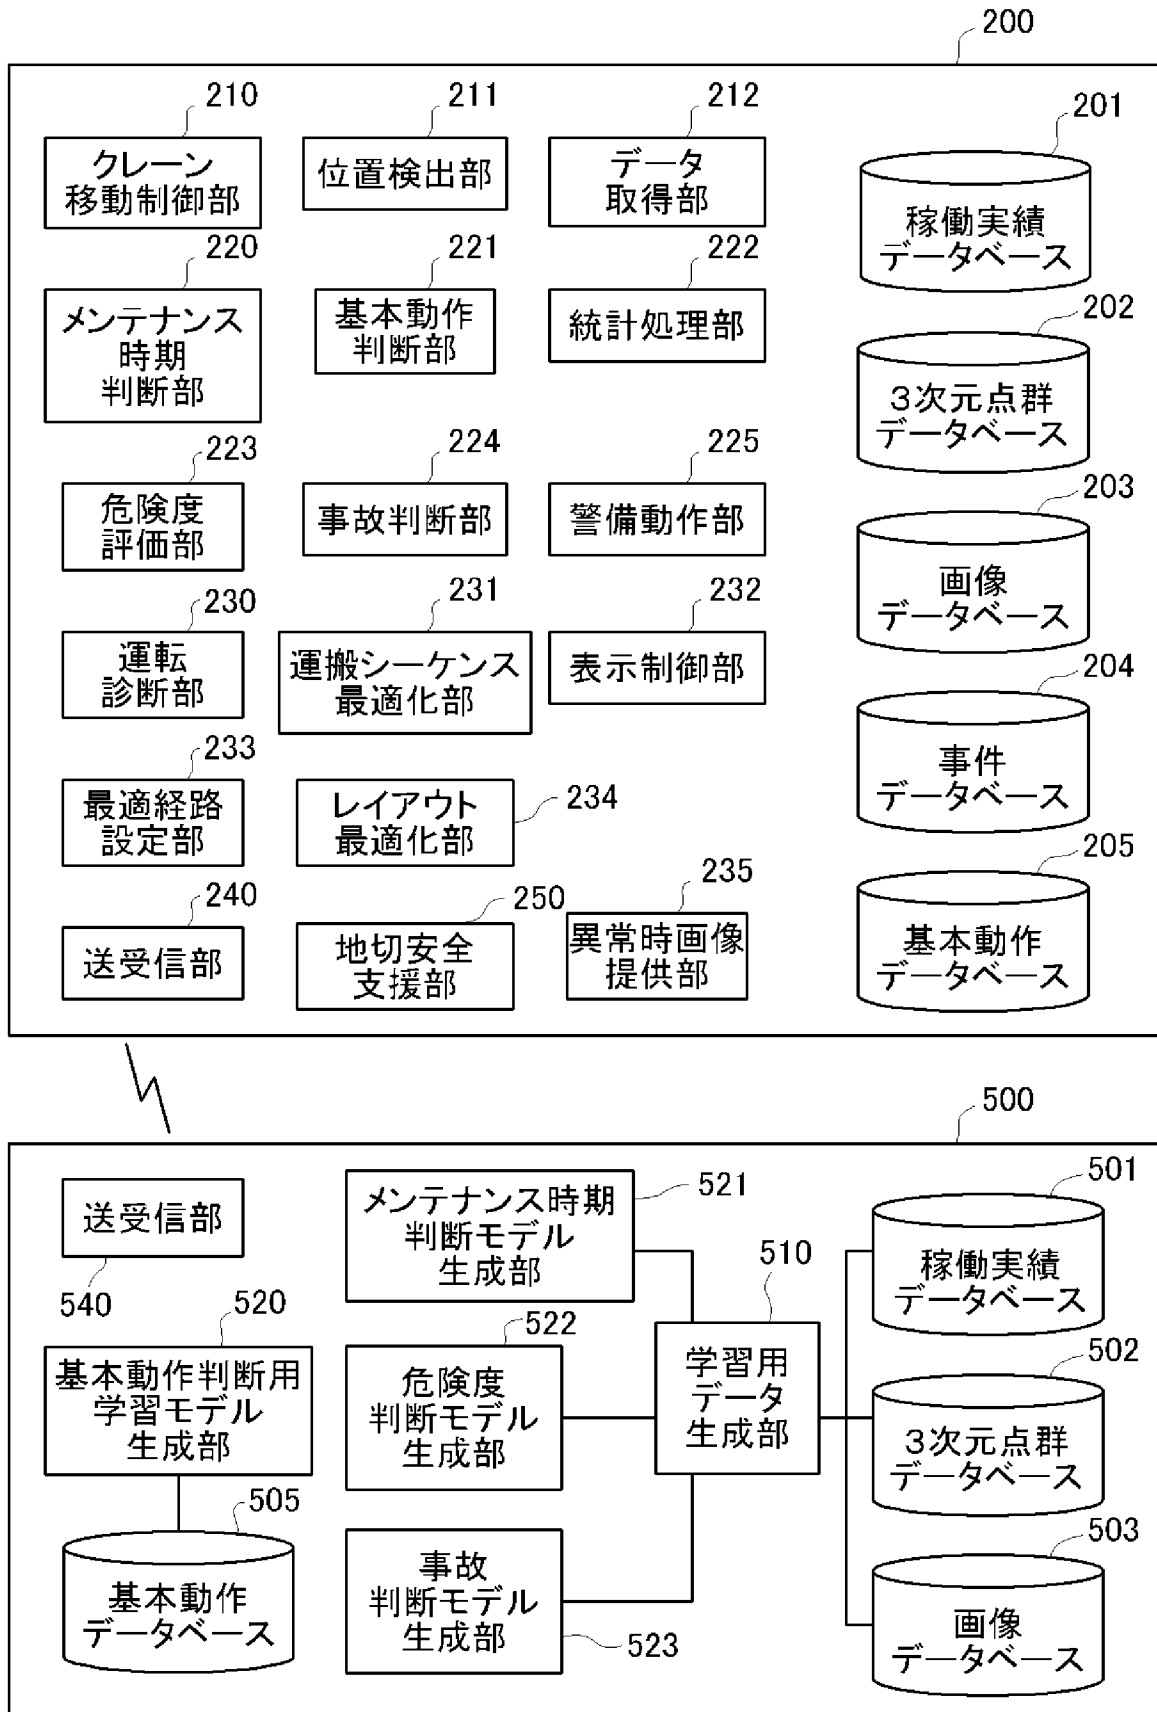 200
210
クレーン
移動制御部
211
位置検出部
212
データ
取得部
201
稼働実績
データベース
220
メンテナンス
時期
判断部
221
基本動作
判断部
222
統計処理部
202
3次元点群
データベース
223
危険度
評価部
224
事故判断部
225
警備動作部
203
画像
データベース
230
運転
診断部
231
運搬シーケンス
最適化部
232
表示制御部
204
事件
データベース
233
最適経路
設定部
レイアウト
最適化部
234
205
基本動作
データベース
240
送受信部
250
地切安全
支援部
235
異常時画像
提供部
500
送受信部
540
メンテナンス時期
判断モデル
生成部
521
501
稼働実績
データベース
520
基本動作判断用
学習モデル
生成部
522
危険度
判断モデル
生成部
510
学習用
データ
生成部
502
3次元点群
データベース
505
基本動作
データベース
事故
判断モデル
生成部
523
503
画像
データベース